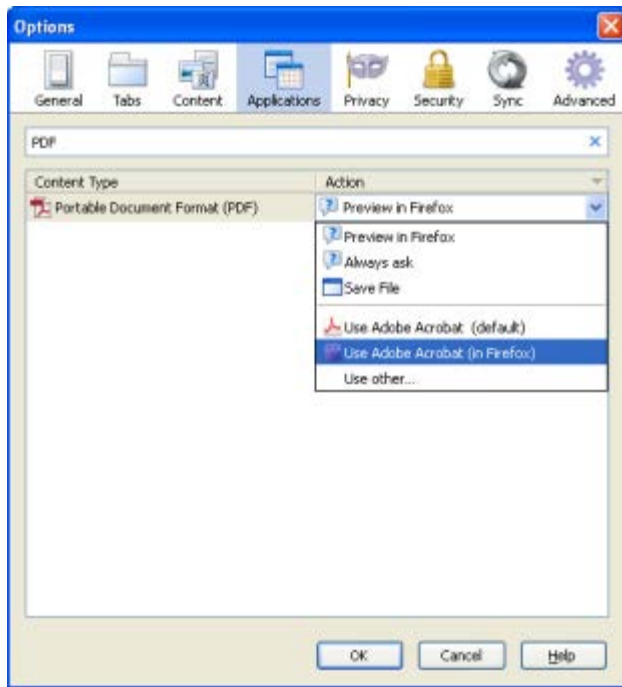 Options
General Tabs Content Applications Privacy Security Sync Advanced
PDF
Content Type Action
Portable Document Format (PDF) Preview in Firefox
Preview in Firefox
Always ask
Save File
Use Adobe Acrobat (default)
Use Adobe Acrobat (in Firefox)
Use other...
OK Cancel Help